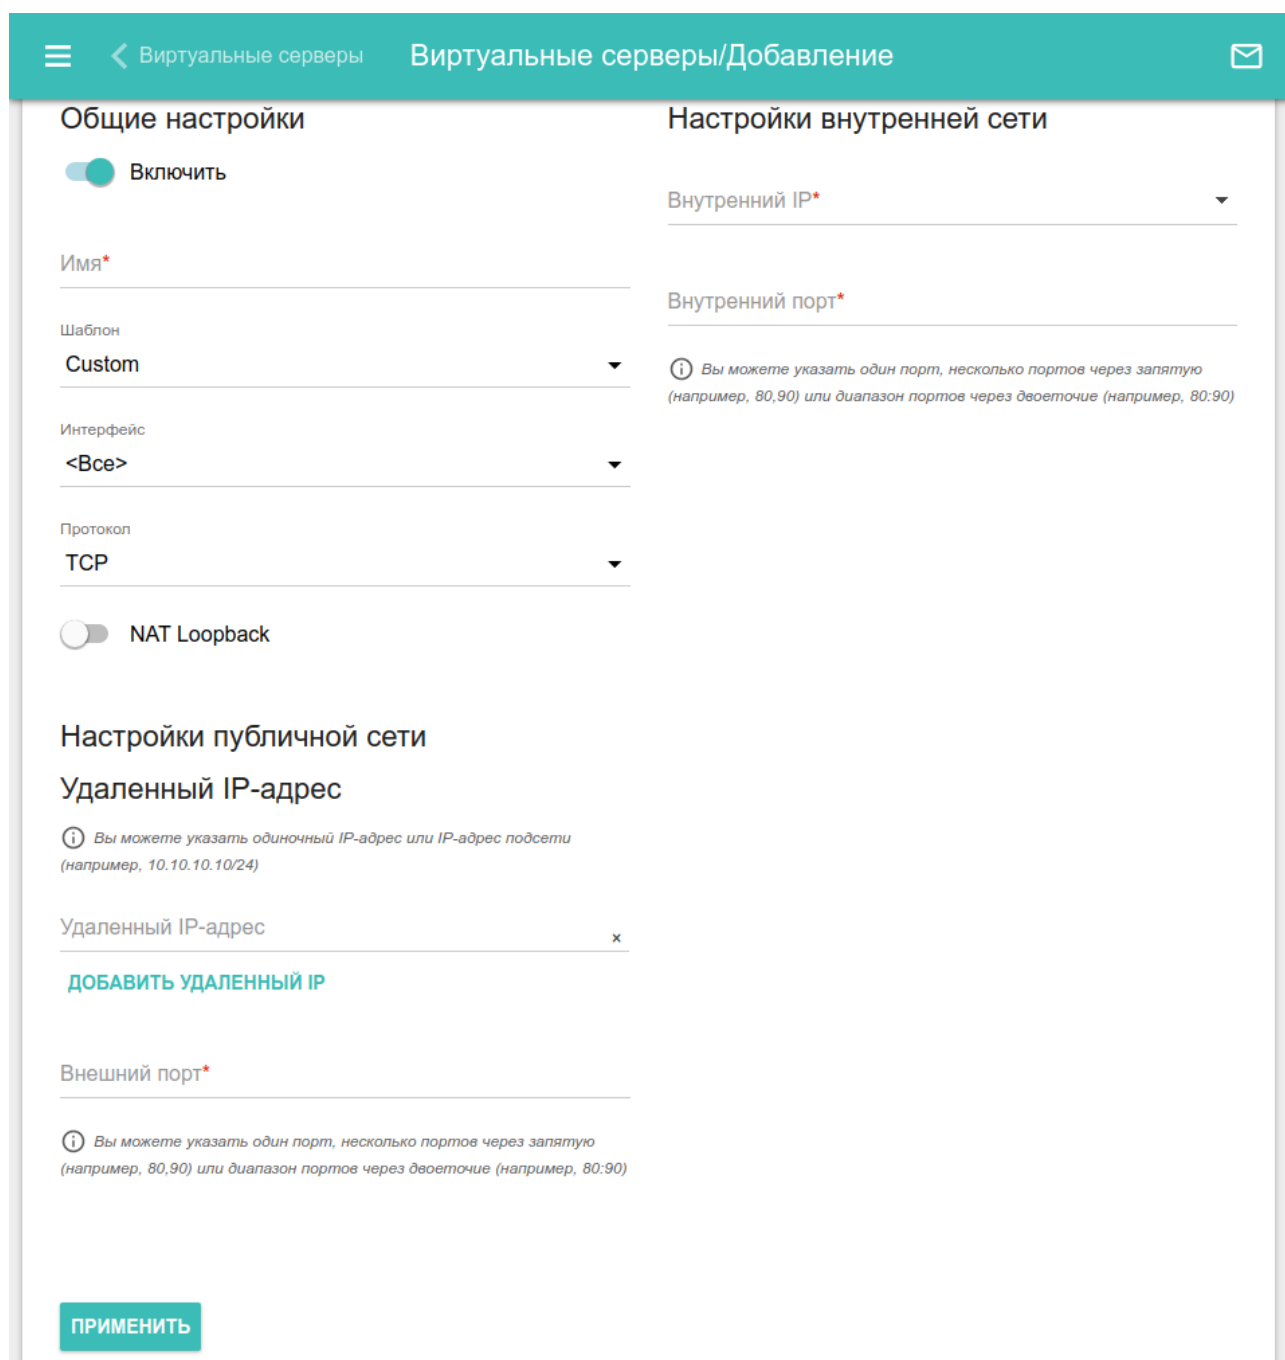 Виртуальные серверы
Виртуальные серверы/Добавление
Общие настройки
Включить
Имя*
Шаблон
Custom
Интерфейс
<Все>
Протокол
TCP
NAT Loopback
Настройки публичной сети
Удаленный IP-адрес
Вы можете указать одиночный IP-адрес или IP-адрес подсети
(например, 10.10.10.10/24)
Удаленный IP-адрес
×
ДОБАВИТЬ УДАЛЕННЫЙ IP
Внешний порт*
Вы можете указать один порт, несколько портов через запятую
(например, 80,90) или диапазон портов через двоеточие (например, 80:90)
ПРИМЕНИТЬ
Настройки внутренней сети
Внутренний IP*
Внутренний порт*
Вы можете указать один порт, несколько портов через запятую
(например, 80,90) или диапазон портов через двоеточие (например, 80:90)